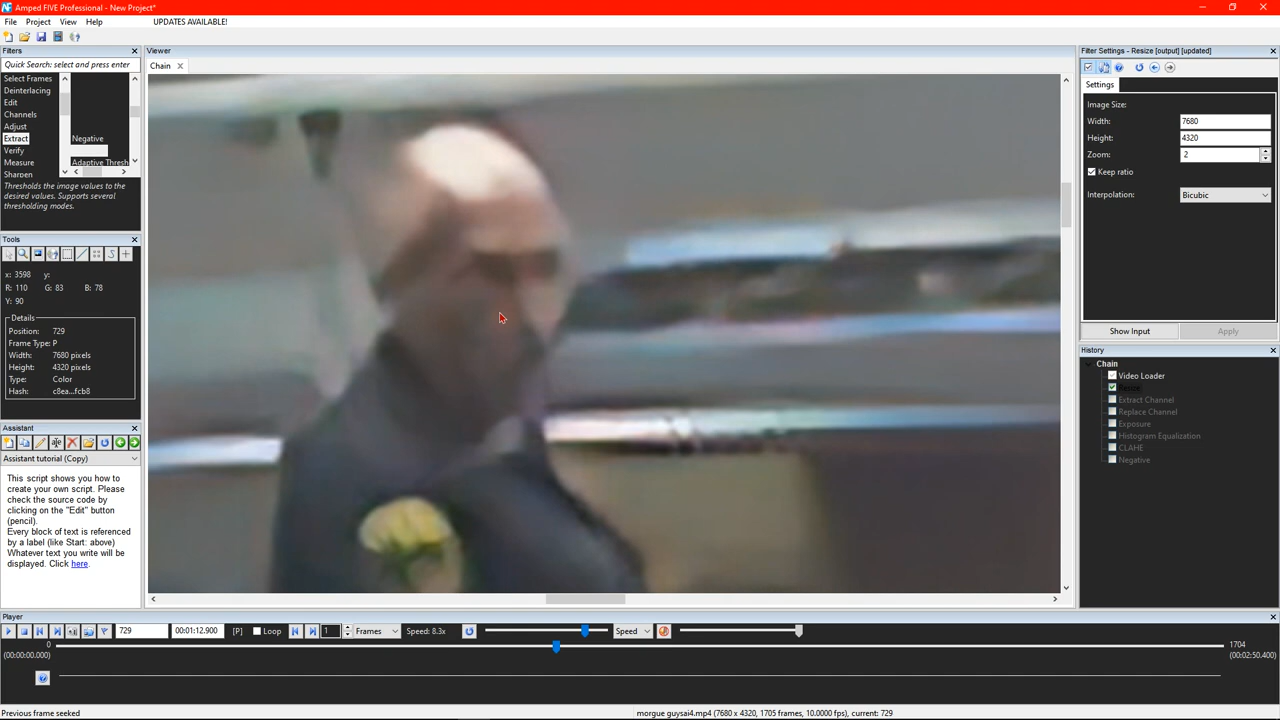 Amped FIVE Professional - New Project*
File Project View Help UPDATES AVAILABLE!
Filters
Quick Search: select and press enter
Select Frames
Deinterlacing
Edit
Channels
Adjust
Extract
Negative
Verify
Measure
Adaptive Thresh
Sharpen
Thresholds the image values to the
desired values. Supports several
thresholding modes.
Tools
x: 3598 y:
R: 110 G: 83 B: 78
Y: 90
Details
Position: 729
Frame Type: P
Width: 7680 pixels
Height: 4320 pixels
Type: Color
Hash: c8ea...fcb8
Assistant
Assistant tutorial (Copy)
This script shows you how to
create your own script. Please
check the source code by
clicking on the "Edit" button
(pencil).
Every block of text is referenced
by a label (like Start: above)
Whatever text you write will be
displayed. Click here.
Viewer
Chain
Filter Settings - Resize [output] [updated]
Settings
Image Size:
Width: 7680
Height: 4320
Zoom: 2
Keep ratio
Interpolation: Bicubic
Show Input Apply
History
Chain
Video Loader
Resize
Extract Channel
Replace Channel
Exposure
Histogram Equalization
CLAHE
Negative
Player
729 00:01:12.900 [P] Loop 1 Frames Speed: 8.3x Speed
0 1704
(00:00:00.000) (00:02:50.400)
Previous frame seeked morgue guysai4.mp4 (7680 x 4320, 1705 frames, 10.0000 fps), current: 729